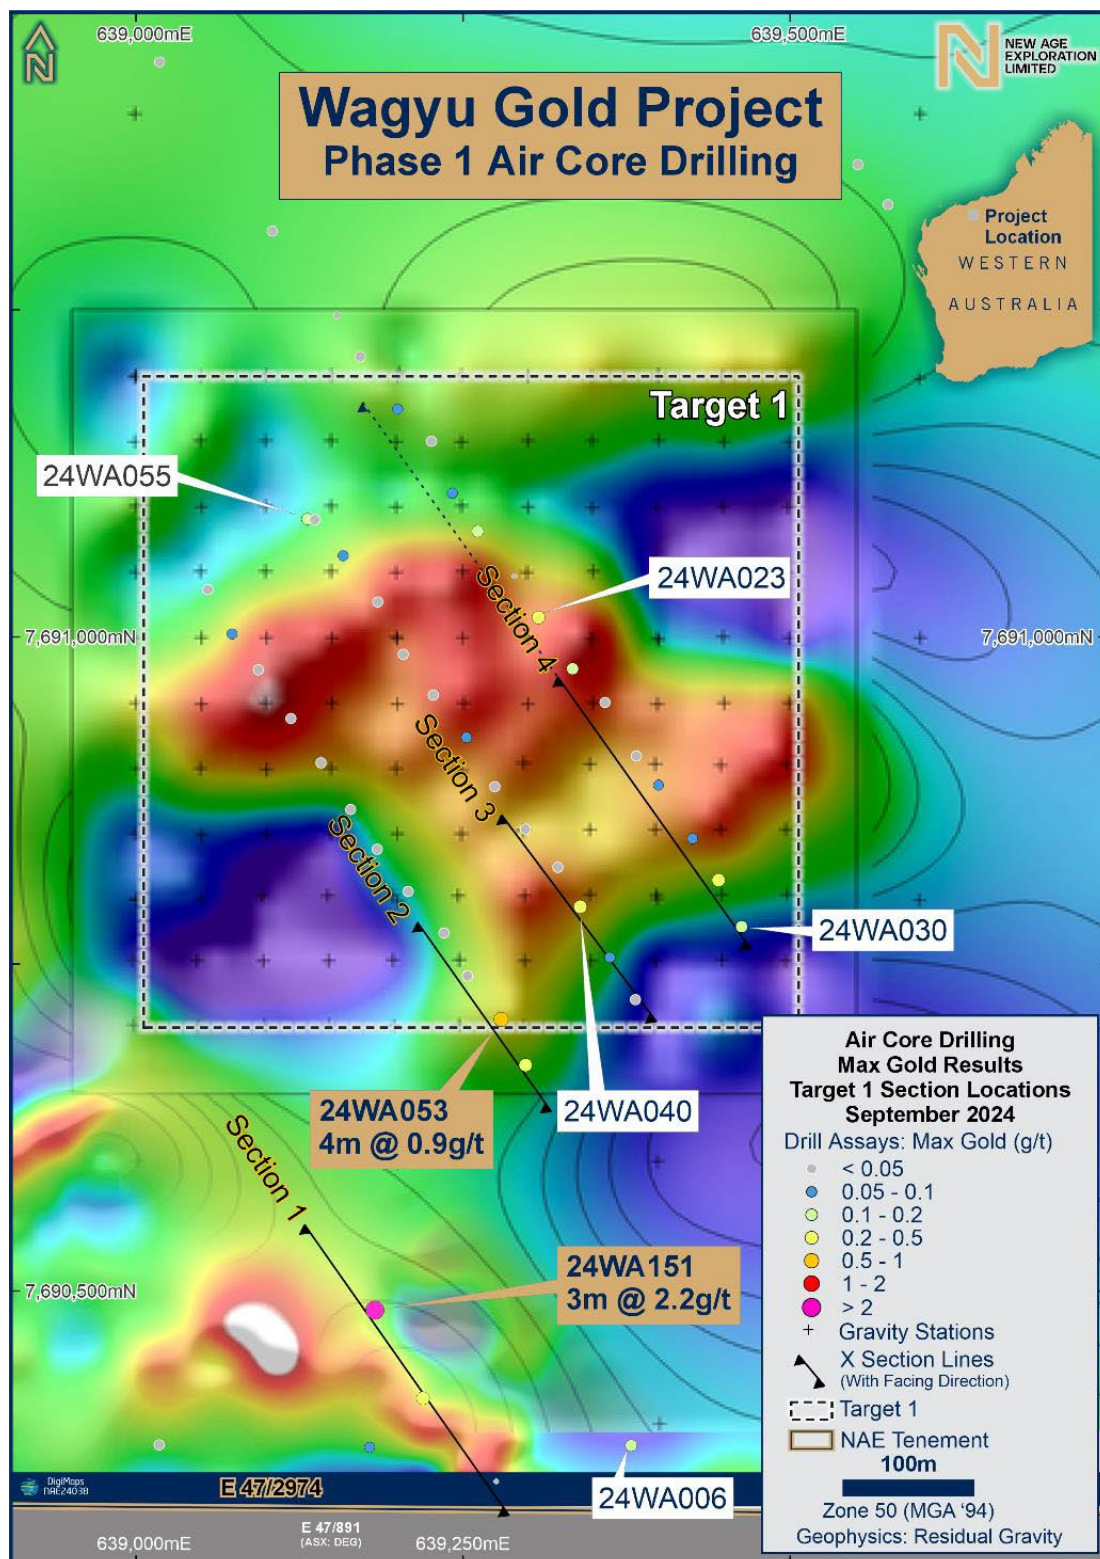 639,000mE
639,500mE
N
NEW AGE
EXPLORATION
LIMITED
Wagyu Gold Project
Phase 1 Air Core Drilling
Project
Location
WESTERN
AUSTRALIA
Target 1
24WA055
24WA023
Section 4
7,691,000mN
7,691,000mN
Section 3
Section 2
24WA030
24WA053
4m @ 0.9g/t
24WA040
Section 1
24WA151
3m @ 2.2g/t
7,690,500mN
Air Core Drilling
Max Gold Results
Target 1 Section Locations
September 2024
Drill Assays: Max Gold (g/t)
< 0.05
0.05 - 0.1
0.1 - 0.2
0.2 - 0.5
0.5 - 1
1 - 2
> 2
Gravity Stations
X Section Lines
(With Facing Direction)
Target 1
NAE Tenement
100m
Zone 50 (MGA '94)
Geophysics: Residual Gravity
DigiMaps
NAE2403B
E 47/2974
24WA006
E 47/891
(ASX: DEG)
639,000mE
639,250mE